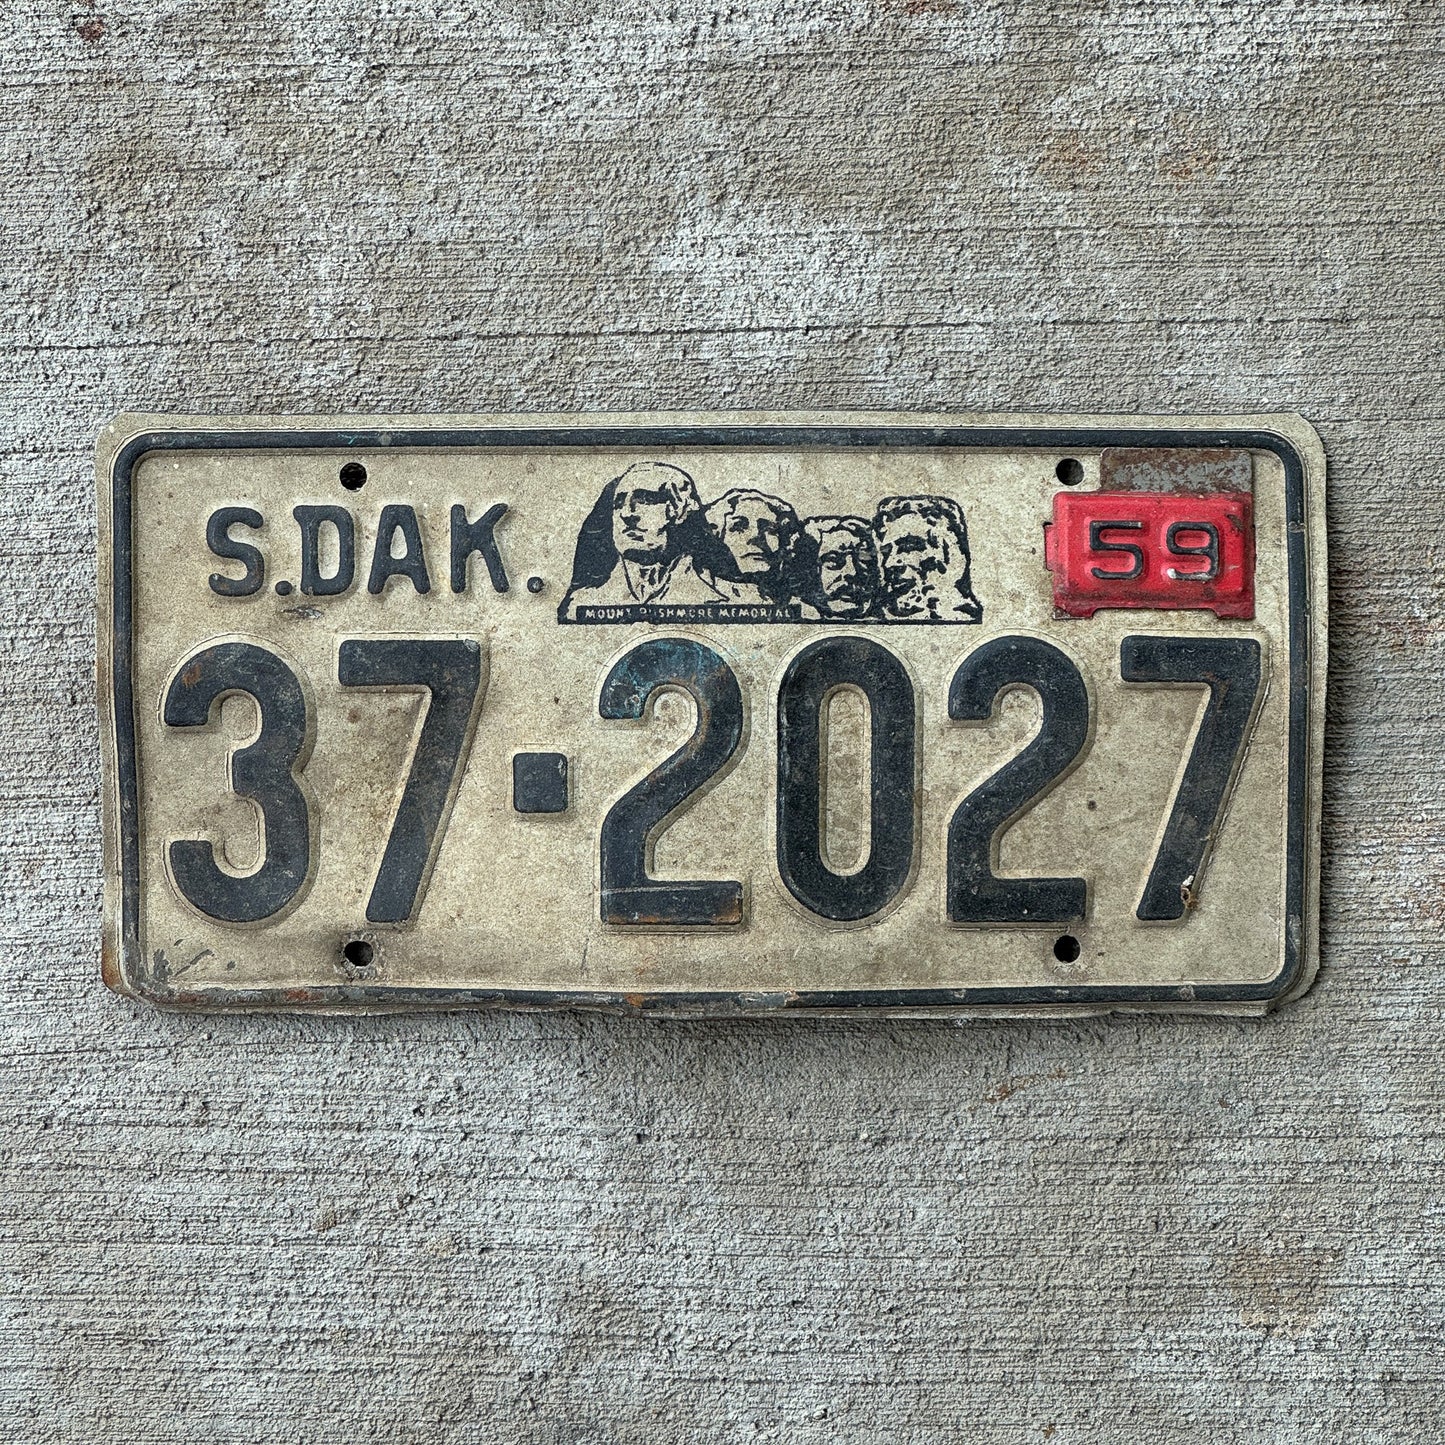 S.DAK.
MOUNT RUSHMORE MEMORIAL
59
37-2027